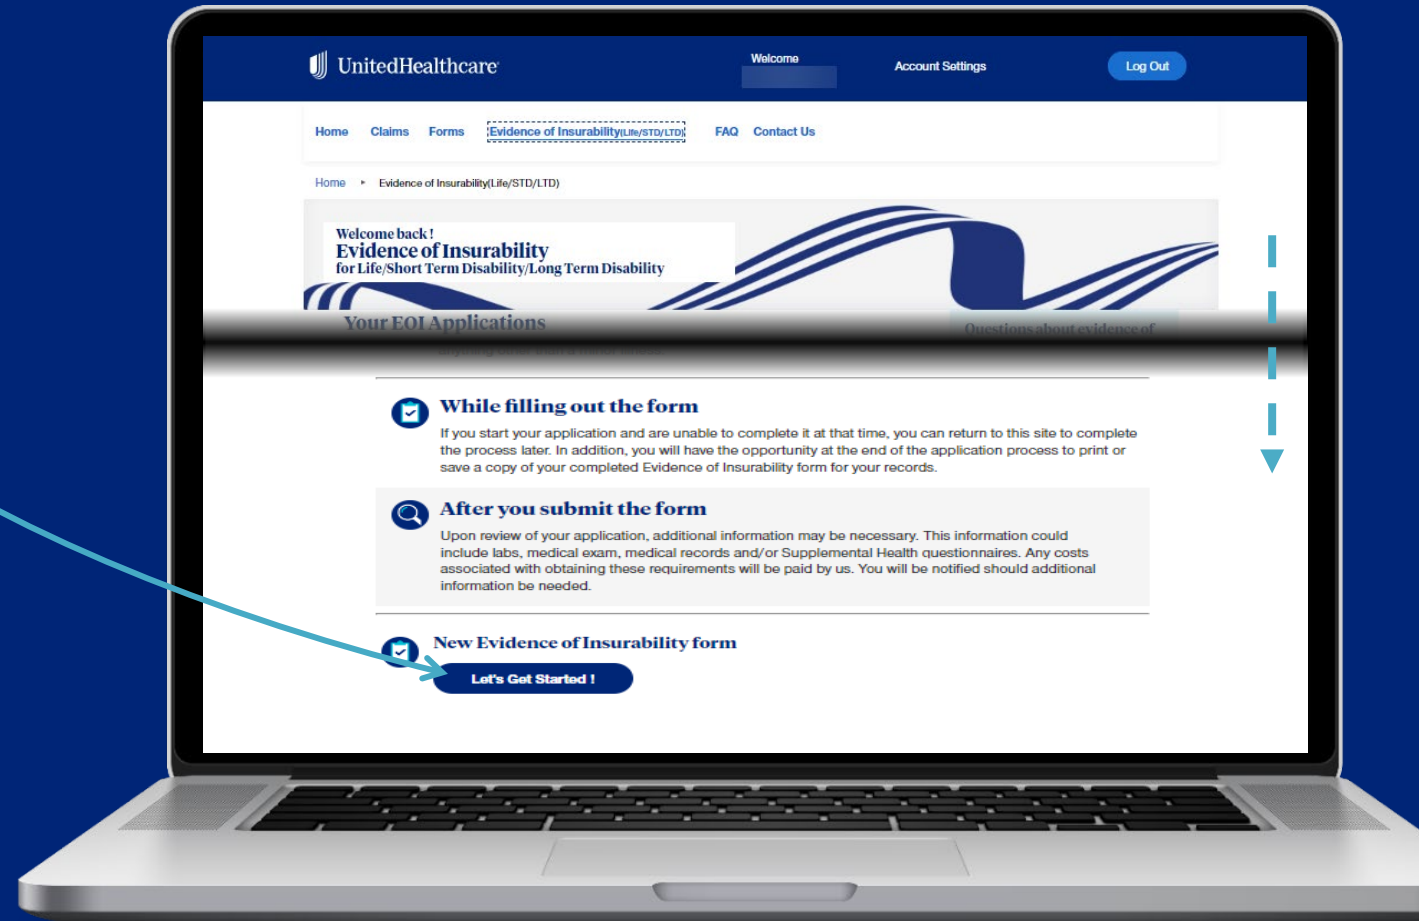 UnitedHealthcare
Welcome
Account Settings
Log Out
Home Claims Forms Evidence of Insurability(Life/STD/LTD) FAQ Contact Us
Home ▸ Evidence of Insurability(Life/STD/LTD)
Welcome back !
Evidence of Insurability
for Life/Short Term Disability/Long Term Disability
Your EOI Applications
Questions about evidence of
While filling out the form
If you start your application and are unable to complete it at that time, you can return to this site to complete
the process later. In addition, you will have the opportunity at the end of the application process to print or
save a copy of your completed Evidence of Insurability form for your records.
After you submit the form
Upon review of your application, additional information may be necessary. This information could
include labs, medical exam, medical records and/or Supplemental Health questionnaires. Any costs
associated with obtaining these requirements will be paid by us. You will be notified should additional
information be needed.
New Evidence of Insurability form
Let's Get Started !